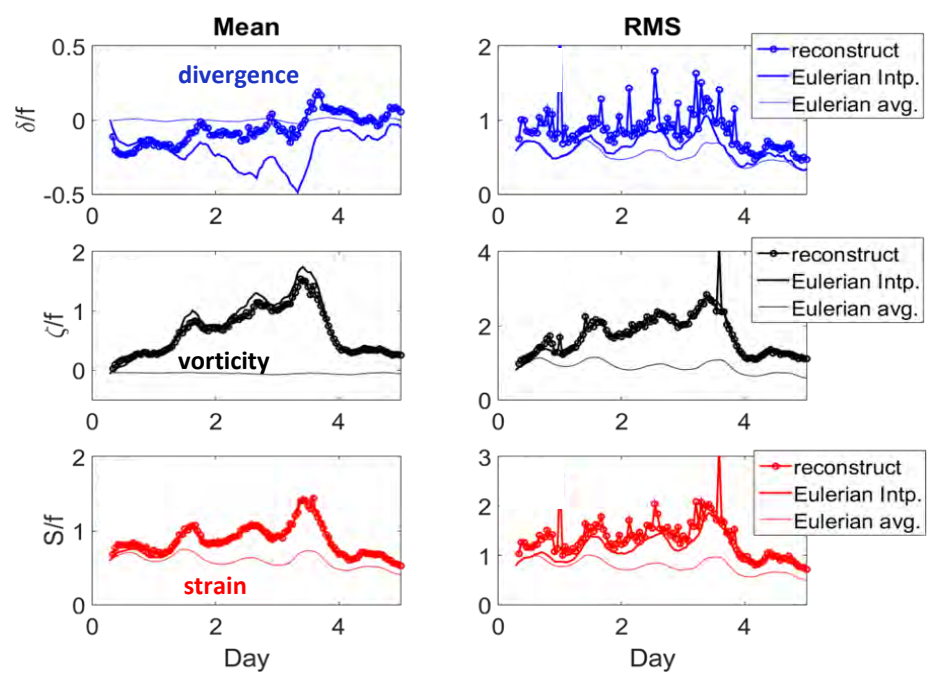 Mean
RMS
0.5
0
-0.5
δ/f
divergence
0
2
4
2
1
0
reconstruct
Eulerian Intp.
Eulerian avg.
0
2
4
2
1
0
ζ/f
vorticity
0
2
4
4
2
0
reconstruct
Eulerian Intp.
Eulerian avg.
0
2
4
2
1
0
S/f
strain
0
2
4
Day
3
2
1
0
reconstruct
Eulerian Intp.
Eulerian avg.
0
2
4
Day